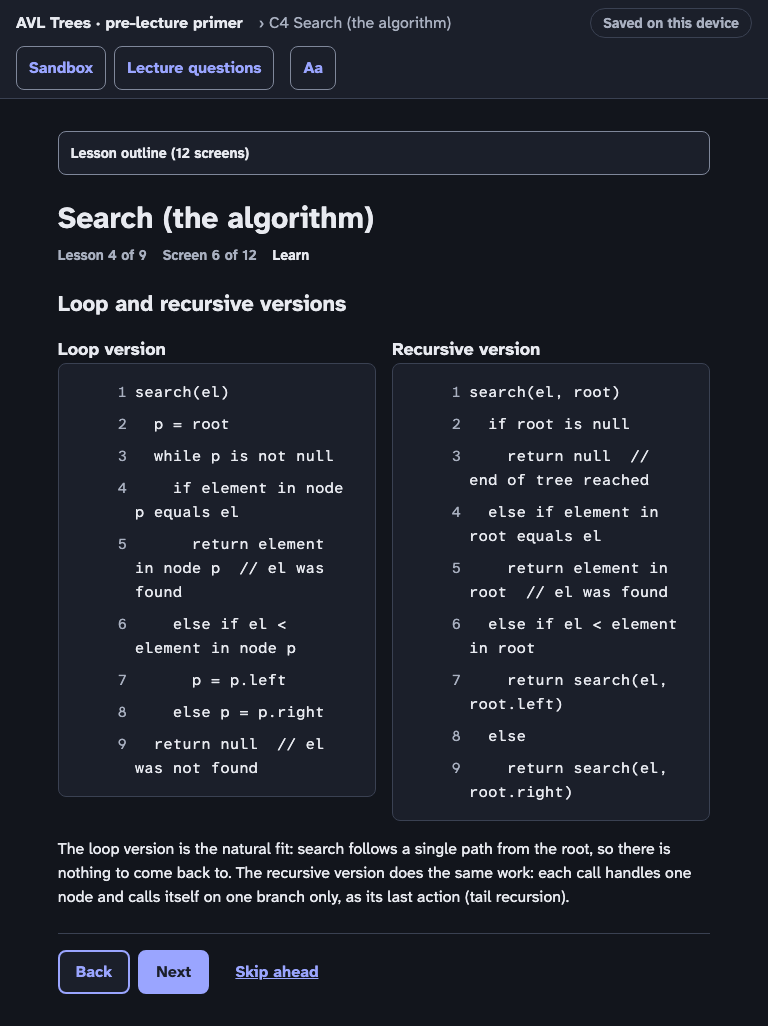 AVL Trees · pre-lecture primer › C4 Search (the algorithm) Saved on this device
Sandbox Lecture questions Aa
Lesson outline (12 screens)
Search (the algorithm)
Lesson 4 of 9 Screen 6 of 12 Learn
Loop and recursive versions
Loop version
1 search(el)
2   p = root
3   while p is not null
4     if element in node
p equals el
5       return element
in node p  // el was
found
6     else if el <
element in node p
7       p = p.left
8     else p = p.right
9   return null  // el
was not found
Recursive version
1 search(el, root)
2   if root is null
3     return null  //
end of tree reached
4   else if element in
root equals el
5     return element in
root  // el was found
6   else if el < element
in root
7     return search(el,
root.left)
8   else
9     return search(el,
root.right)
The loop version is the natural fit: search follows a single path from the root, so there is
nothing to come back to. The recursive version does the same work: each call handles one
node and calls itself on one branch only, as its last action (tail recursion).
Back Next Skip ahead